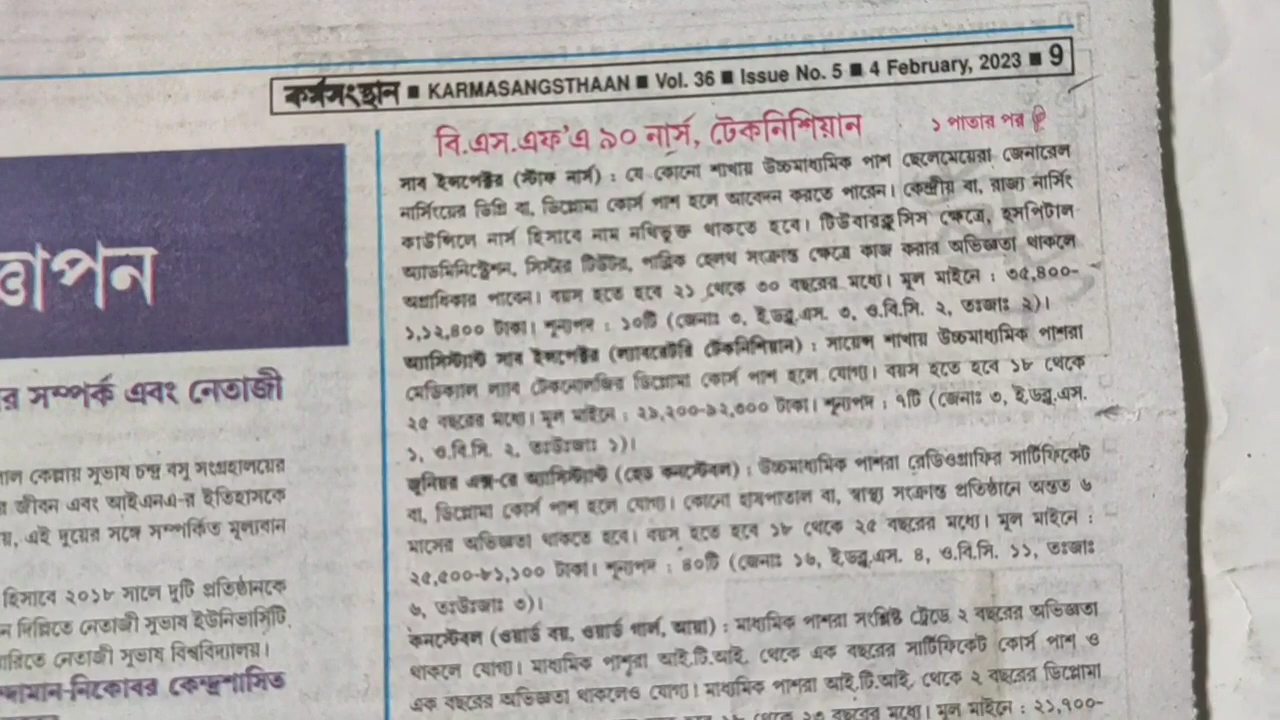 কর্মসংস্থান ■ KARMASANGSTHAAN ■ Vol. 36 ■ Issue No. 5 ■ 4 February, 2023 ■ 9
বি.এস.এফ'এ ৯০ নার্স, টেকনিশিয়ান
১ পাতার পর
সাব ইন্সপেক্টর (স্টাফ নার্স) : যে কোনো শাখায় উচ্চমাধ্যমিক পাশ ছেলেমেয়েরা জেনারেল
নার্সিংয়ের ডিগ্রি বা, ডিপ্লোমা কোর্স পাশ হলে আবেদন করতে পারেন। কেন্দ্রীয় বা, রাজ্য নার্সিং
কাউন্সিলে নার্স হিসাবে নাম নথিভুক্ত থাকতে হবে। টিউবারকুলসিস ক্ষেত্রে, হসপিটাল
অ্যাডমিনিস্ট্রেশন, সিস্টার টিউটর, পাব্লিক হেলথ সংক্রান্ত ক্ষেত্রে কাজ করার অভিজ্ঞতা থাকলে
অগ্রাধিকার পাবেন। বয়স হতে হবে ২১ থেকে ৩০ বছরের মধ্যে। মূল মাইনে : ৩৫,৪০০-
১,১২,৪০০ টাকা। শূন্যপদ : ১০টি (জেনাঃ ৩, ই.ডব্লু.এস. ৩, ও.বি.সি. ২, তঃজাঃ ২)।
অ্যাসিস্ট্যান্ট সাব ইন্সপেক্টর (ল্যাবরেটরি টেকনিশিয়ান) : সায়েন্স শাখায় উচ্চমাধ্যমিক পাশরা
মেডিক্যাল ল্যাব টেকনোলজির ডিপ্লোমা কোর্স পাশ হলে যোগ্য। বয়স হতে হবে ১৮ থেকে
২৫ বছরের মধ্যে। মূল মাইনে : ২৯,২০০-৯২,৩০০ টাকা। শূন্যপদ : ৭টি (জেনাঃ ৩, ই.ডব্লু.এস.
১, ও.বি.সি. ২, তঃউঃজাঃ ১)।
জুনিয়র এক্স-রে অ্যাসিস্ট্যান্ট (হেড কনস্টেবল) : উচ্চমাধ্যমিক পাশরা রেডিওগ্রাফির সার্টিফিকেট
বা, ডিপ্লোমা কোর্স পাশ হলে যোগ্য। কোনো হাসপাতাল বা, স্বাস্থ্য সংক্রান্ত প্রতিষ্ঠানে অন্তত ৬
মাসের অভিজ্ঞতা থাকতে হবে। বয়স হতে হবে ১৮ থেকে ২৫ বছরের মধ্যে। মূল মাইনে :
২৫,৫০০-৮১,১০০ টাকা। শূন্যপদ : ৪০টি (জেনাঃ ১৬, ই.ডব্লু.এস. ৪, ও.বি.সি. ১১, তঃজাঃ
৬, তঃউঃজাঃ ৩)।
কনস্টেবল (ওয়ার্ড বয়, ওয়ার্ড গার্ল, আয়া) : মাধ্যমিক পাশরা সংশ্লিষ্ট ট্রেডে ২ বছরের অভিজ্ঞতা
থাকলে যোগ্য। মাধ্যমিক পাশরা আই.টি.আই. থেকে এক বছরের সার্টিফিকেট কোর্স পাশ ও
এক বছরের অভিজ্ঞতা থাকলেও যোগ্য। মাধ্যমিক পাশরা আই.টি.আই. থেকে ২ বছরের ডিপ্লোমা
বছরের মধ্যে। মূল মাইনে : ২১,৭০০-
পন
র সম্পর্ক এবং নেতাজী
কেল্লায় সুভাষ চন্দ্র বসু সংগ্রহালয়ের
জীবন এবং আইএনএ-র ইতিহাসকে
এই দুয়ের সঙ্গে সম্পর্কিত মূল্যবান
হিসাবে ২০১৮ সালে দুটি প্রতিষ্ঠানকে
দিল্লিতে নেতাজী সুভাষ ইউনিভার্সিটি,
নেতাজী সুভাষ বিশ্ববিদ্যালয়।
ন্দামান-নিকোবর কেন্দ্রশাসিত